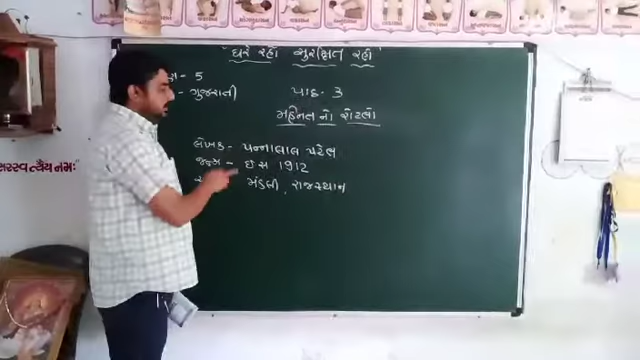 "ઘરે રહો સુરક્ષિત રહો"
5
ગુજરાતી પાઠ - 3
મહેનત નો રોટલો
લેખક - પન્નાલાલ પટેલ
જન્મ - ઇસ 1912
માંડલી, રાજસ્થાન
સરસ્વત્યૈ નમઃ